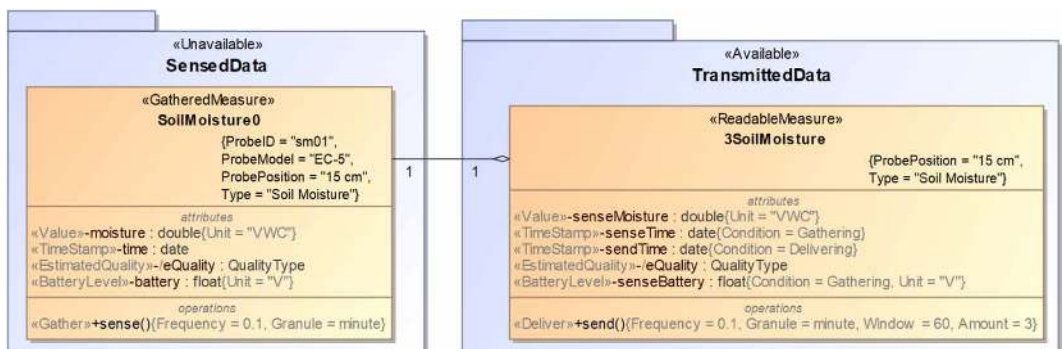 «Unavailable»
SensedData
«GatheredMeasure»
SoilMoisture0
{ProbeID = "sm01",
ProbeModel = "EC-5",
ProbePosition = "15 cm",
Type = "Soil Moisture"}
attributes
«Value»-moisture : double{Unit = "VWC"}
«TimeStamp»-time : date
«EstimatedQuality»-/eQuality : QualityType
«BatteryLevel»-battery : float{Unit = "V"}
operations
«Gather»+sense(){Frequency = 0.1, Granule = minute}
1
1
«Available»
TransmittedData
«ReadableMeasure»
3SoilMoisture
{ProbePosition = "15 cm",
Type = "Soil Moisture"}
attributes
«Value»-senseMoisture : double{Unit = "VWC"}
«TimeStamp»-senseTime : date{Condition = Gathering}
«TimeStamp»-sendTime : date{Condition = Delivering}
«EstimatedQuality»-/eQuality : QualityType
«BatteryLevel»-senseBattery : float{Condition = Gathering, Unit = "V"}
operations
«Deliver»+send(){Frequency = 0.1, Granule = minute, Window = 60, Amount = 3}